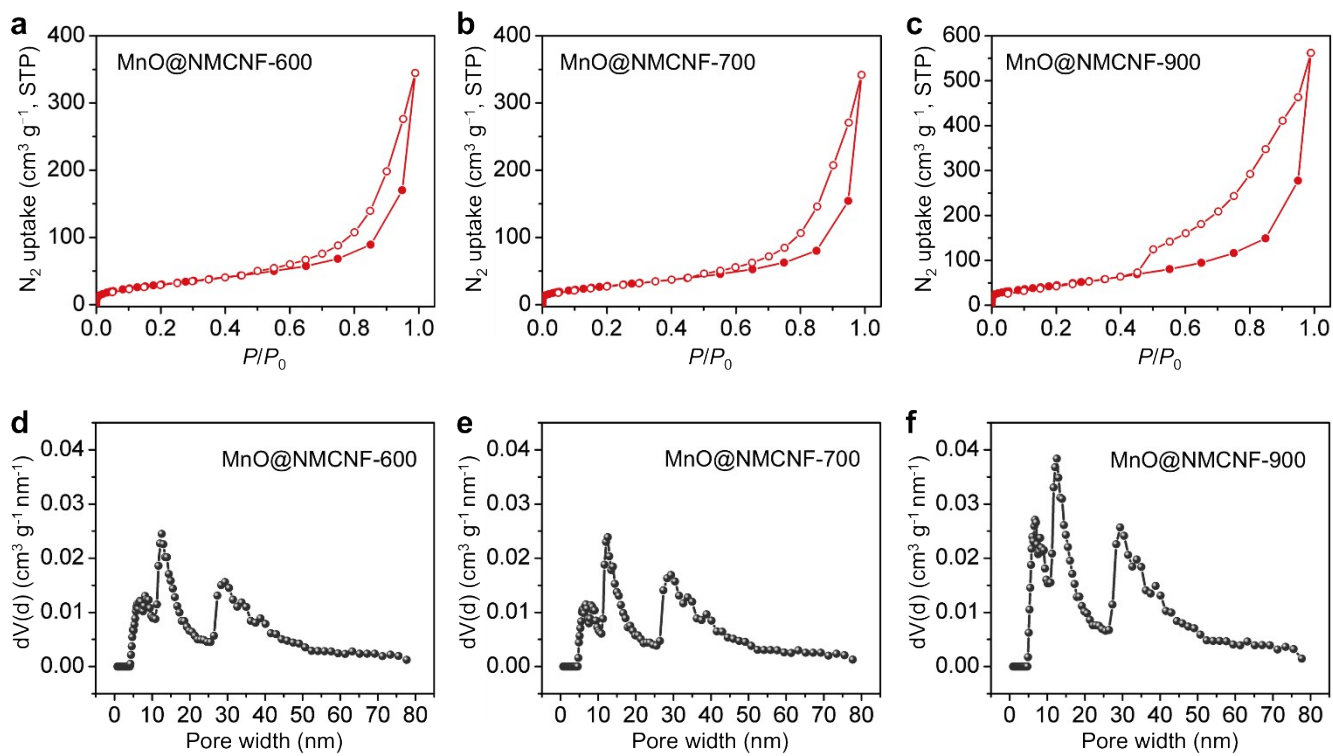 a
MnO@NMCNF-600
N₂ uptake (cm³ g⁻¹, STP)
400
300
200
100
0
0.0 0.2 0.4 0.6 0.8 1.0
P/P₀
b
MnO@NMCNF-700
N₂ uptake (cm³ g⁻¹, STP)
400
300
200
100
0
0.0 0.2 0.4 0.6 0.8 1.0
P/P₀
c
MnO@NMCNF-900
N₂ uptake (cm³ g⁻¹, STP)
600
500
400
300
200
100
0
0.0 0.2 0.4 0.6 0.8 1.0
P/P₀
d
MnO@NMCNF-600
dV(d) (cm³ g⁻¹ nm⁻¹)
0.04
0.03
0.02
0.01
0.00
0 10 20 30 40 50 60 70 80
Pore width (nm)
e
MnO@NMCNF-700
dV(d) (cm³ g⁻¹ nm⁻¹)
0.04
0.03
0.02
0.01
0.00
0 10 20 30 40 50 60 70 80
Pore width (nm)
f
MnO@NMCNF-900
dV(d) (cm³ g⁻¹ nm⁻¹)
0.04
0.03
0.02
0.01
0.00
0 10 20 30 40 50 60 70 80
Pore width (nm)